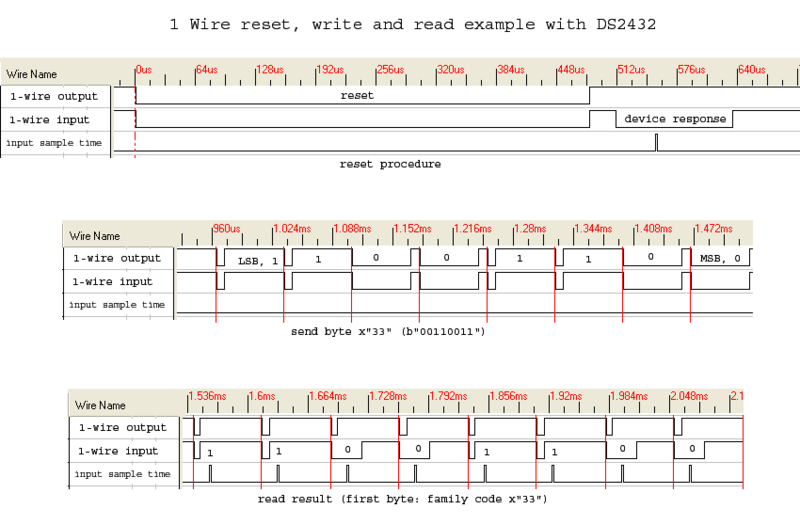 1 Wire reset, write and read example with DS2432
Wire Name 0us 64us 128us 192us 256us 320us 384us 448us 512us 576us 640us
1-wire output reset
1-wire input device response
input sample time
reset procedure
Wire Name 960us 1.024ms 1.088ms 1.152ms 1.216ms 1.28ms 1.344ms 1.408ms 1.472ms
1-wire output LSB, 1 1 0 0 1 1 0 MSB, 0
1-wire input
input sample time
send byte x"33" (b"00110011")
Wire Name 1.536ms 1.6ms 1.664ms 1.728ms 1.792ms 1.856ms 1.92ms 1.984ms 2.048ms 2.1
1-wire output
1-wire input 1 1 0 0 1 1 0 0
input sample time
read result (first byte: family code x"33")